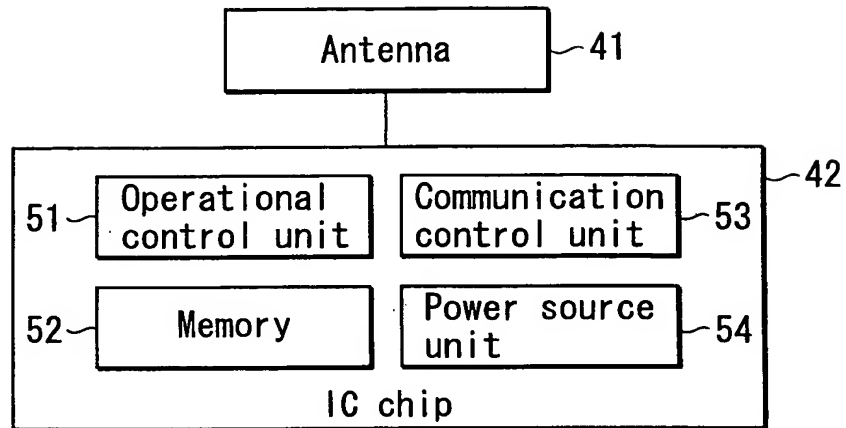 Antenna
41
42
51
Operational
control unit
Communication
control unit
53
52
Memory
Power source
unit
54
IC chip